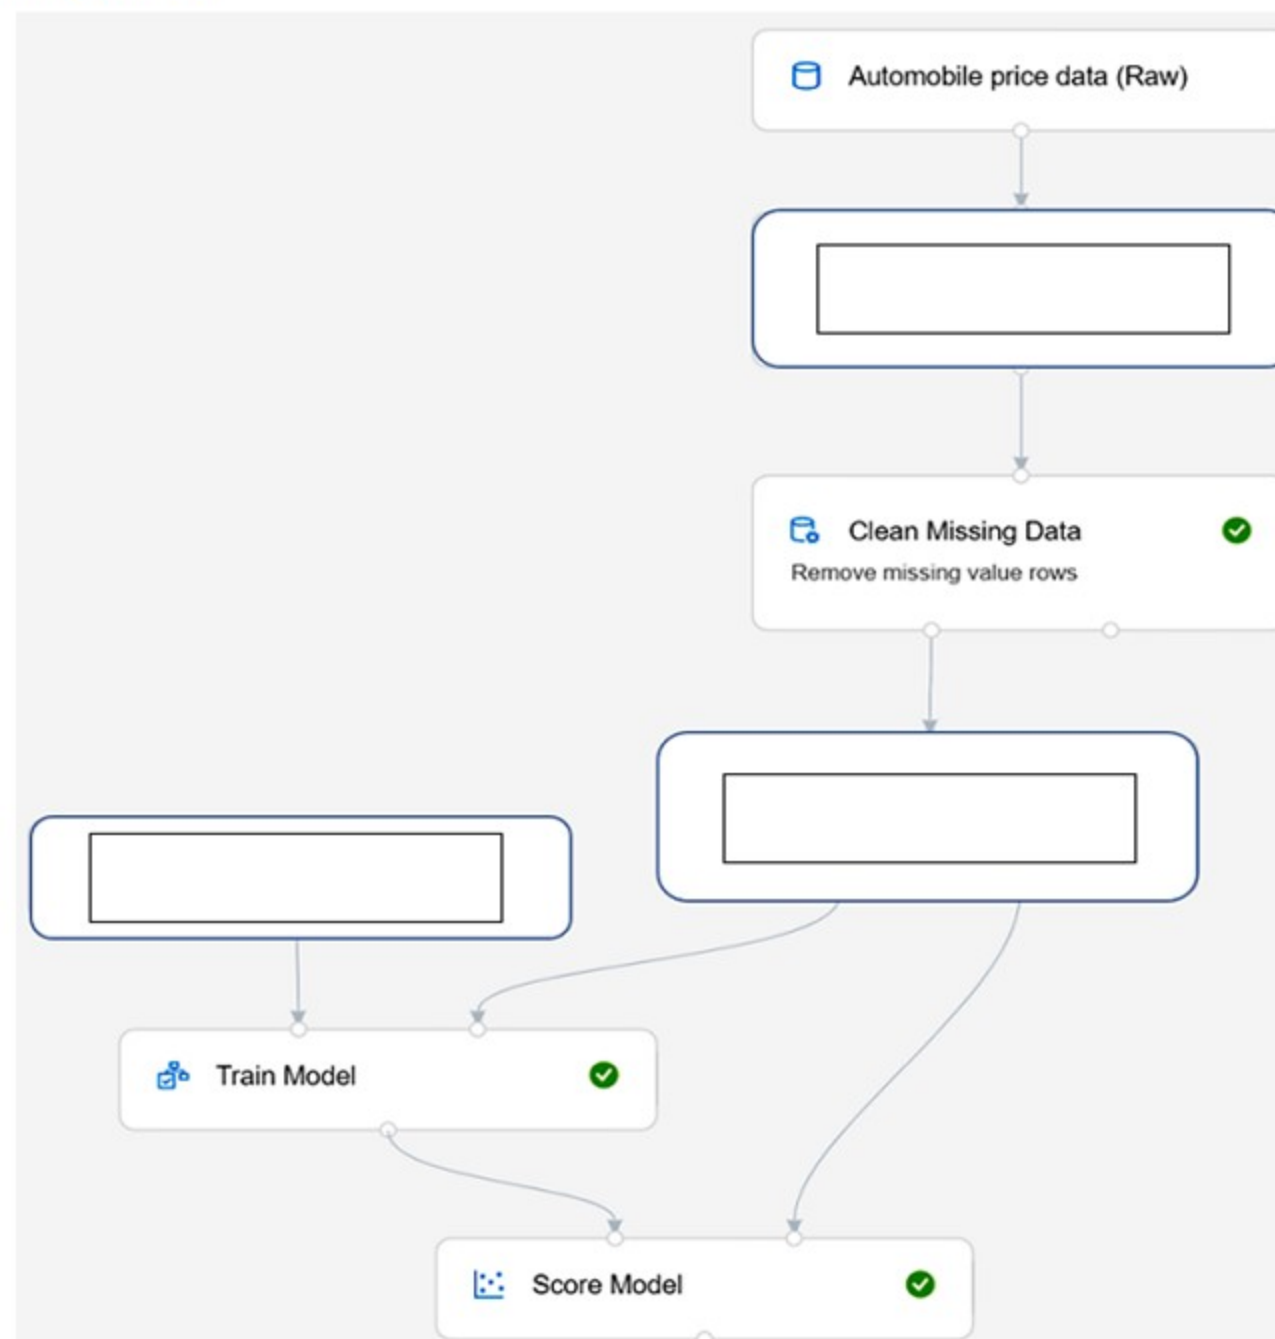 Automobile price data (Raw)
Clean Missing Data
Remove missing value rows
Train Model
Score Model